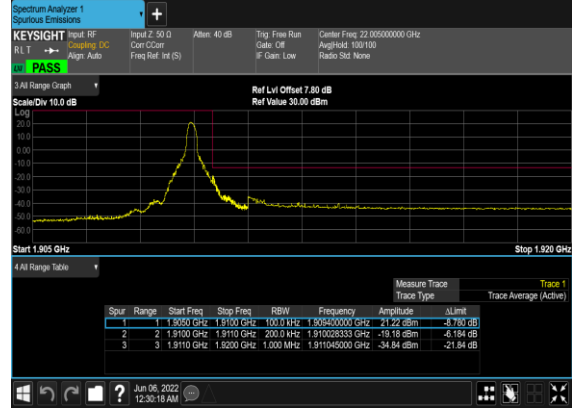 Spectrum Analyzer 1
Spurious Emissions
KEYSIGHT Input: RF Input Z: 50 Ω Atten: 40 dB Trig: Free Run Center Freq: 22.005000000 GHz
RLT Coupling: DC Corr CCorr Gate: Off Avg|Hold: 100/100
Align: Auto Freq Ref: Int (S) IF Gain: Low Radio Std: None
PASS
3 All Range Graph
Ref Lvl Offset 7.80 dB
Scale/Div 10.0 dB Ref Value 30.00 dBm
Log
20.0
10.0
0.00
-10.0
-20.0
-30.0
-40.0
-50.0
-60.0
Start 1.905 GHz Stop 1.920 GHz
4 All Range Table
Measure Trace Trace 1
Trace Type Trace Average (Active)
Spur Range Start Freq Stop Freq RBW Frequency Amplitude ΔLimit
1 1 1.9050 GHz 1.9100 GHz 100.0 kHz 1.909400000 GHz 21.22 dBm -8.780 dB
2 2 1.9100 GHz 1.9110 GHz 200.0 kHz 1.910028333 GHz -19.18 dBm -6.184 dB
3 3 1.9110 GHz 1.9200 GHz 1.000 MHz 1.911045000 GHz -34.84 dBm -21.84 dB
? Jun 06, 2022
12:30:18 AM